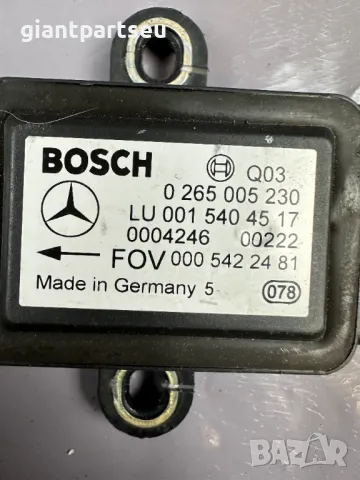 giantpartseu
BOSCH Q03
0 265 005 230
LU 001 540 45 17
0004246 00222
FOV 000 542 24 81
Made in Germany 5 078
BAZAR
bg